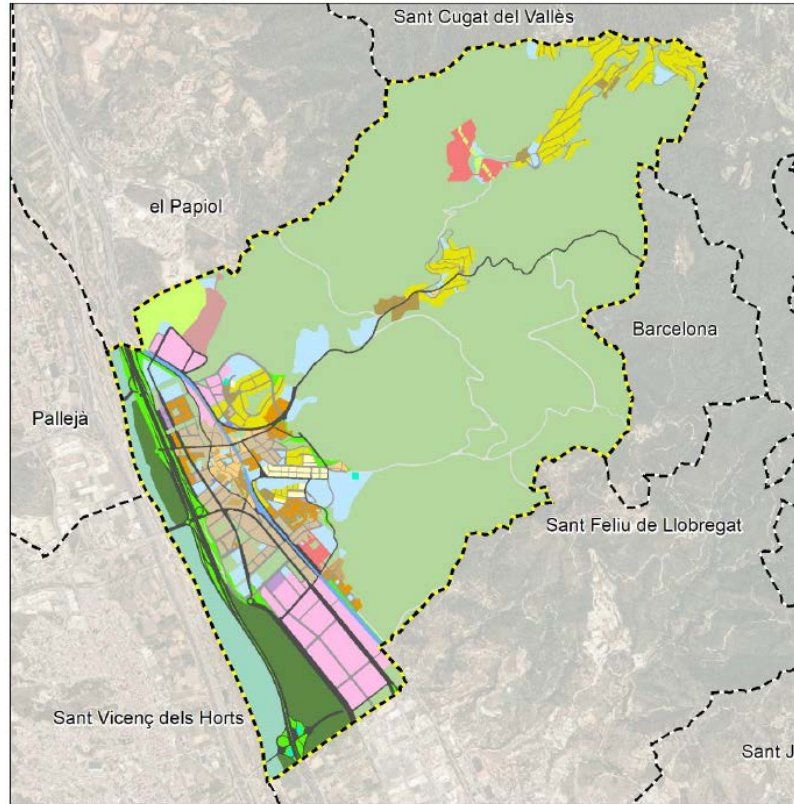 Sant Cugat del Vallès
el Papiol
Barcelona
Pallejà
Sant Feliu de Llobregat
Sant Vicenç dels Horts
Sant J